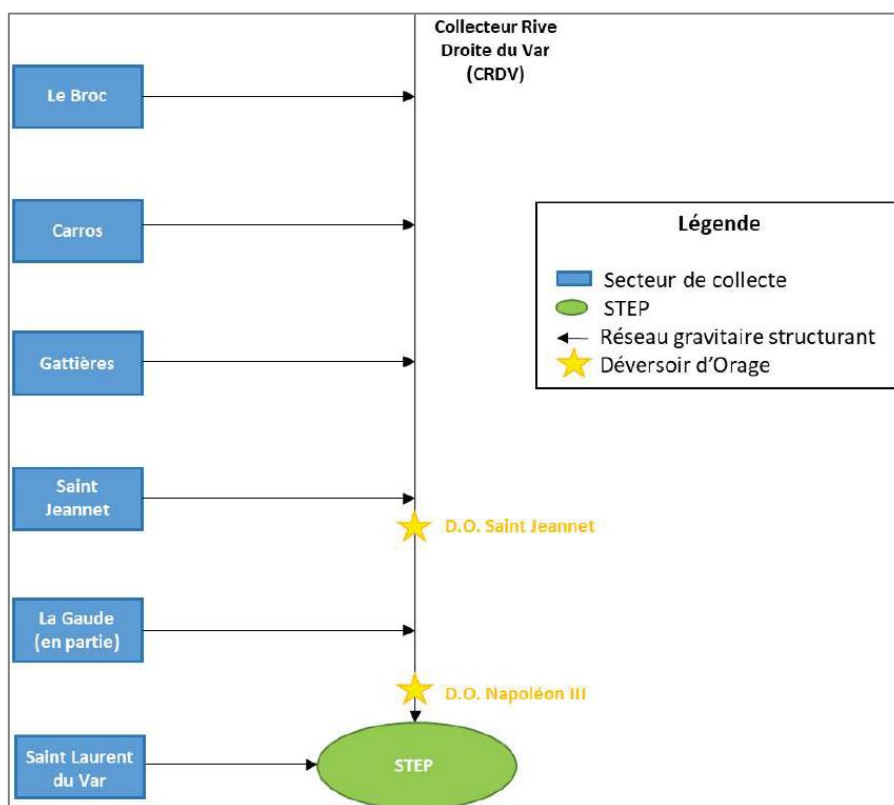 Collecteur Rive
Droite du Var
(CRDV)
Le Broc
Carros
Légende
Secteur de collecte
STEP
Réseau gravitaire structurant
Déversoir d'Orage
Gattières
Saint
Jeannet
D.O. Saint Jeannet
La Gaude
(en partie)
D.O. Napoléon III
Saint Laurent
du Var
STEP